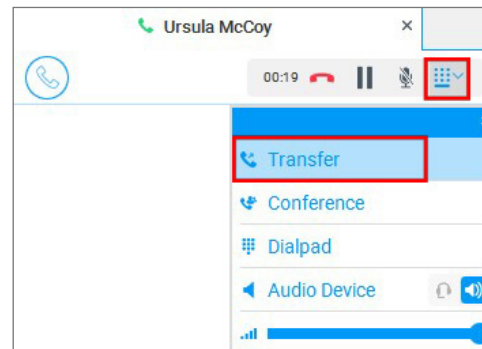 Ursula McCoy
00:19
Transfer
Conference
Dialpad
Audio Device